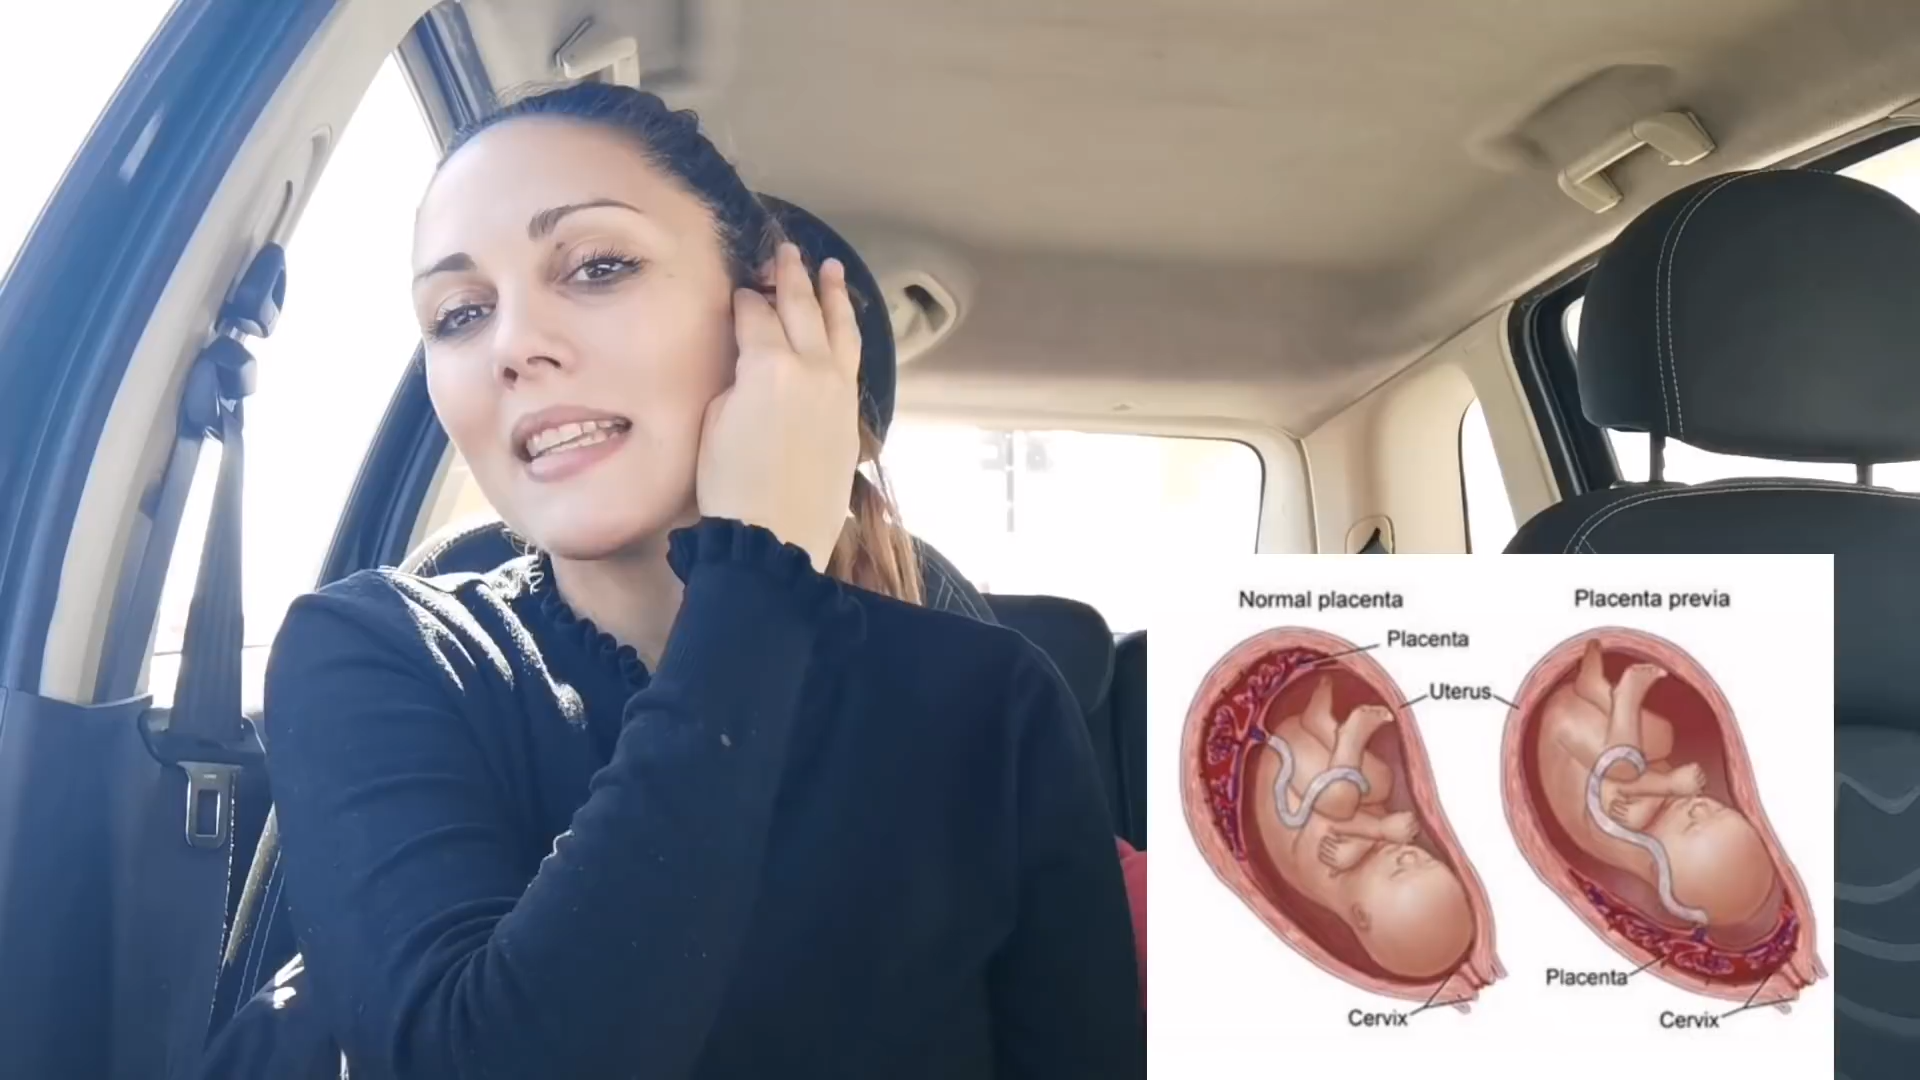 Normal placenta
Placenta previa
Placenta
Uterus
Placenta
Cervix
Cervix